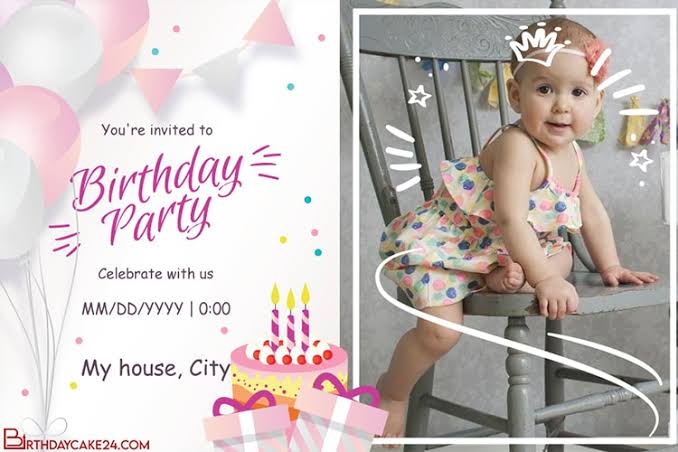 You're invited to
Birthday
Party
Celebrate with us
MM/DD/YYYY | 0:00
My house, City
BIRTHDAYCAKE24.COM